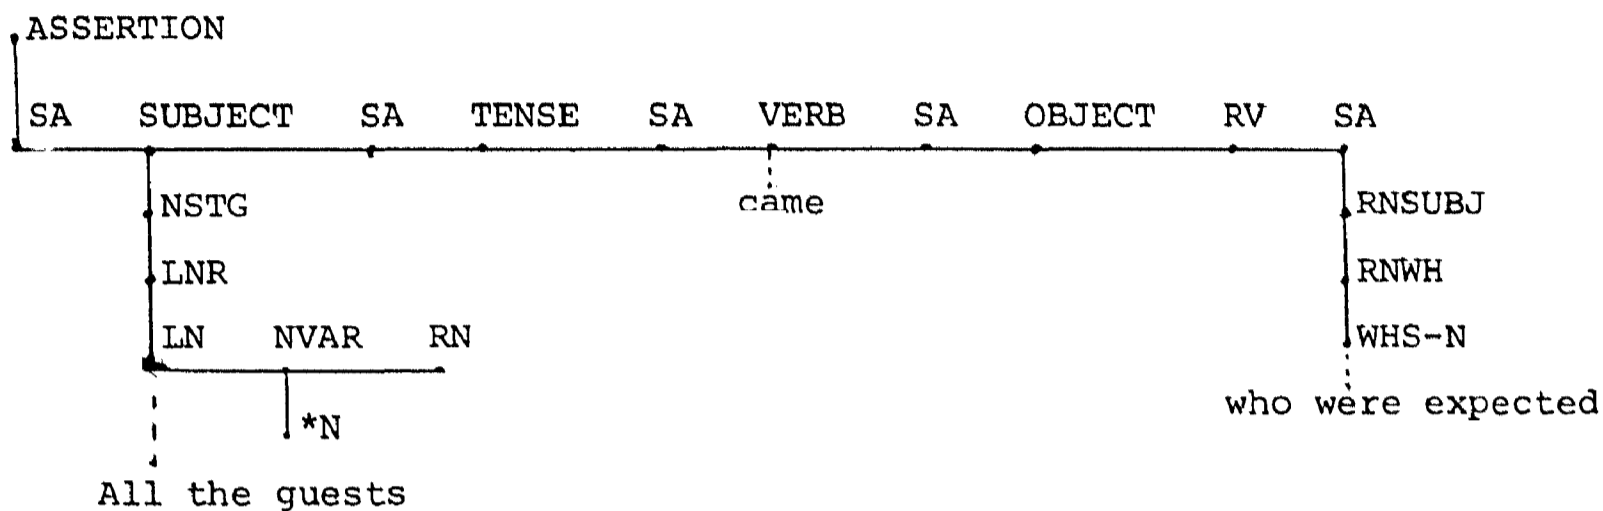 ASSERTION
SA SUBJECT SA TENSE SA VERB SA OBJECT RV SA
NSTG came RNSUBJ
LNR RNWH
LN NVAR RN WHS-N
who were expected
*N
All the guests